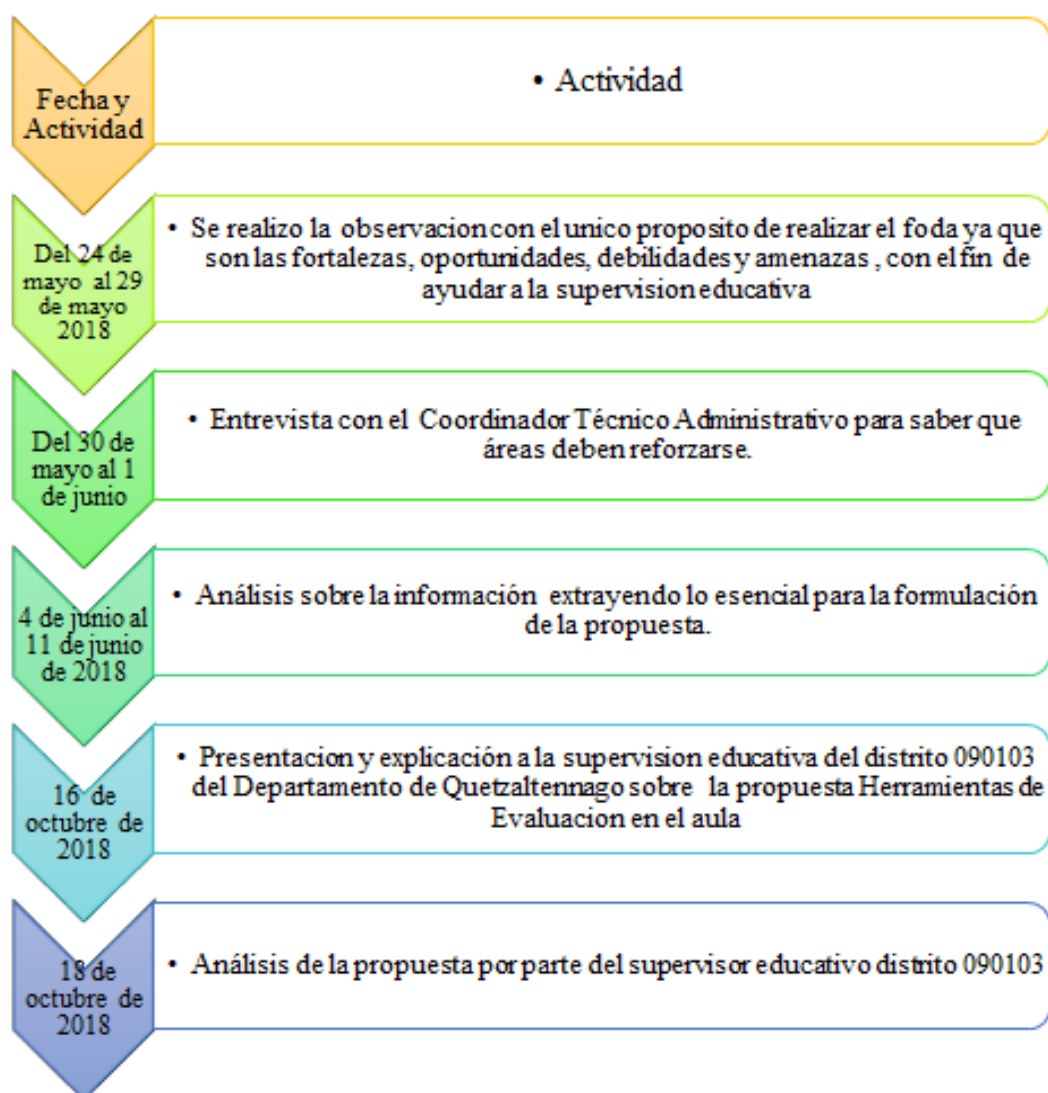 Fecha y
Actividad
• Actividad
Del 24 de
mayo al 29
de mayo
2018
• Se realizo la observacion con el unico proposito de realizar el foda ya que
son las fortalezas, oportunidades, debilidades y amenazas , con el fin de
ayudar a la supervision educativa
Del 30 de
mayo al 1
de junio
• Entrevista con el Coordinador Técnico Administrativo para saber que
áreas deben reforzarse.
4 de junio al
11 de junio
de 2018
• Análisis sobre la información extrayendo lo esencial para la formulación
de la propuesta.
16 de
octubre de
2018
• Presentacion y explicación a la supervision educativa del distrito 090103
del Departamento de Quetzaltennago sobre la propuesta Herramientas de
Evaluacion en el aula
18 de
octubre de
2018
• Análisis de la propuesta por parte del supervisor educativo distrito 090103